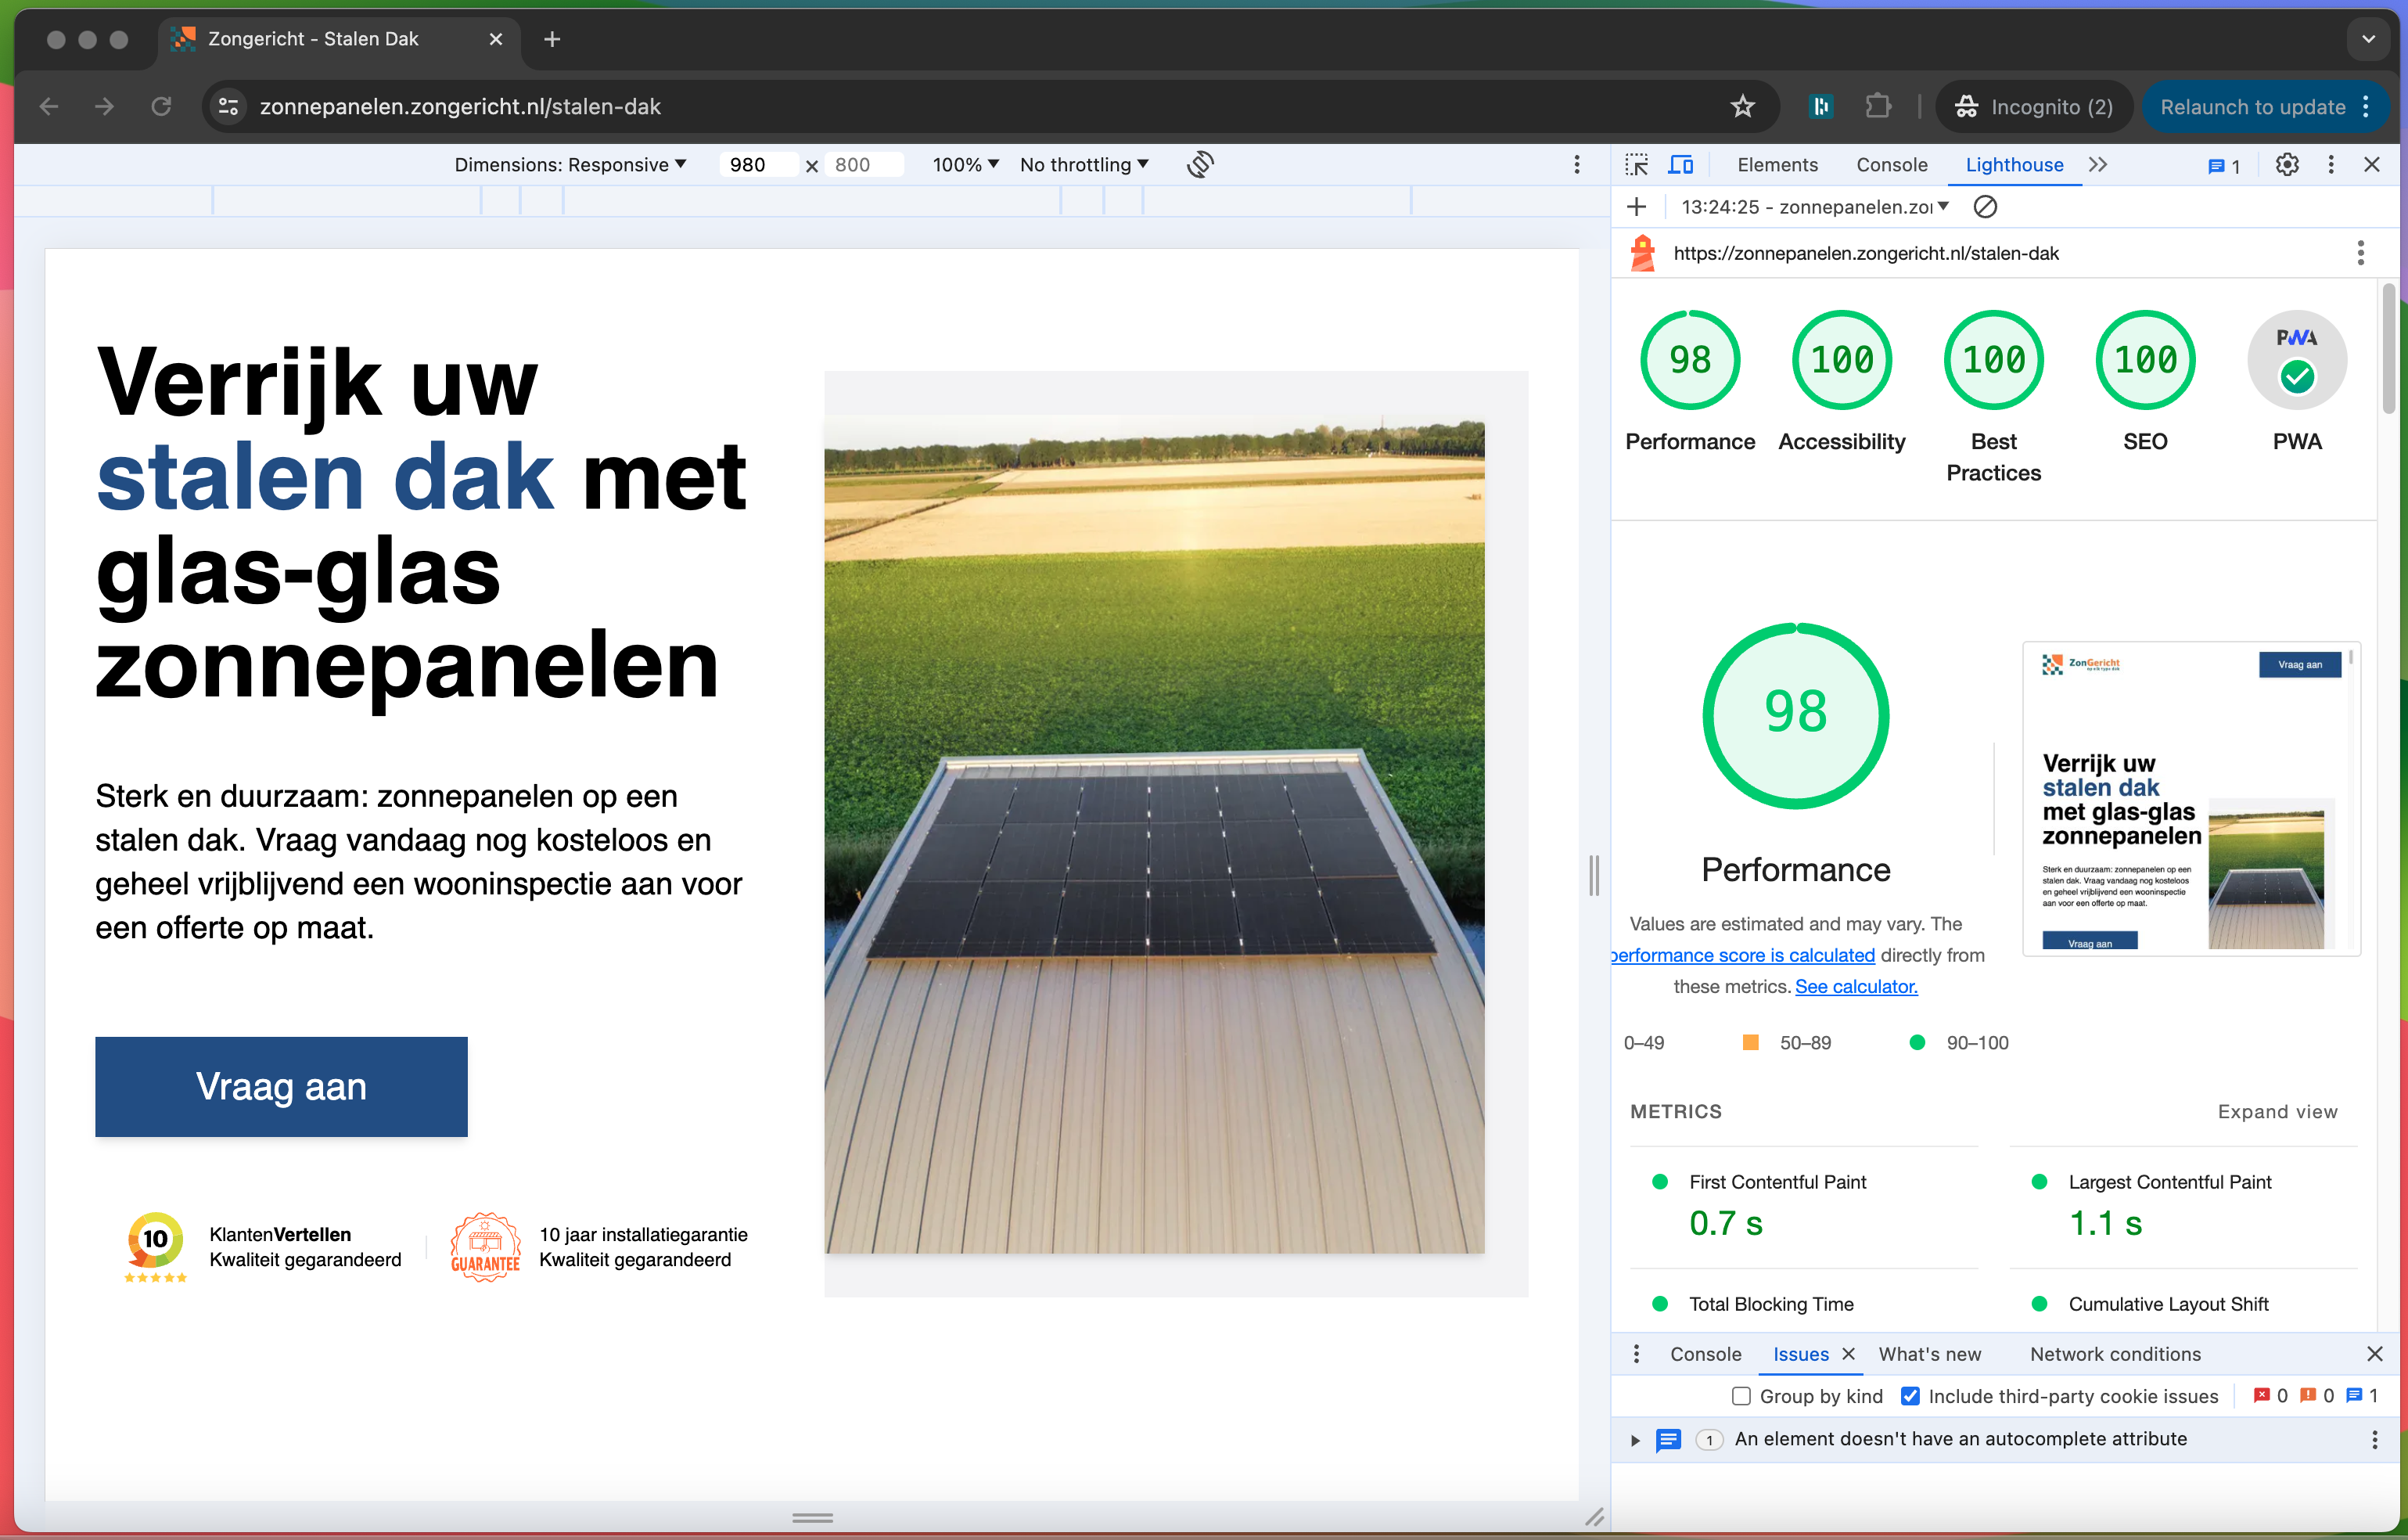 Zongericht - Stalen Dak
zonnepanelen.zongericht.nl/stalen-dak
Incognito (2)
Relaunch to update
Dimensions: Responsive
980 x 800
100%
No throttling
Elements
Console
Lighthouse
1
13:24:25 - zonnepanelen.zo
https://zonnepanelen.zongericht.nl/stalen-dak
98
100
100
100
PWA
Performance
Accessibility
Best
Practices
SEO
PWA
Verrijk uw
stalen dak met
glas-glas
zonnepanelen
Sterk en duurzaam: zonnepanelen op een
stalen dak. Vraag vandaag nog kosteloos en
geheel vrijblijvend een wooninspectie aan voor
een offerte op maat.
Vraag aan
10
KlantenVertellen
Kwaliteit gegarandeerd
GUARANTEE
10 jaar installatiegarantie
Kwaliteit gegarandeerd
98
Performance
Values are estimated and may vary. The
performance score is calculated directly from
these metrics. See calculator.
0–49
50–89
90–100
ZonGericht
Vraag aan
Verrijk uw
stalen dak
met glas-glas
zonnepanelen
Sterk en duurzaam: zonnepanelen op een
stalen dak. Vraag vandaag nog kosteloos
en geheel vrijblijvend een wooninspectie
aan voor een offerte op maat.
Vraag aan
METRICS
Expand view
First Contentful Paint
0.7 s
Largest Contentful Paint
1.1 s
Total Blocking Time
Cumulative Layout Shift
Console
Issues
What's new
Network conditions
Group by kind
Include third-party cookie issues
0
0
1
1
An element doesn't have an autocomplete attribute